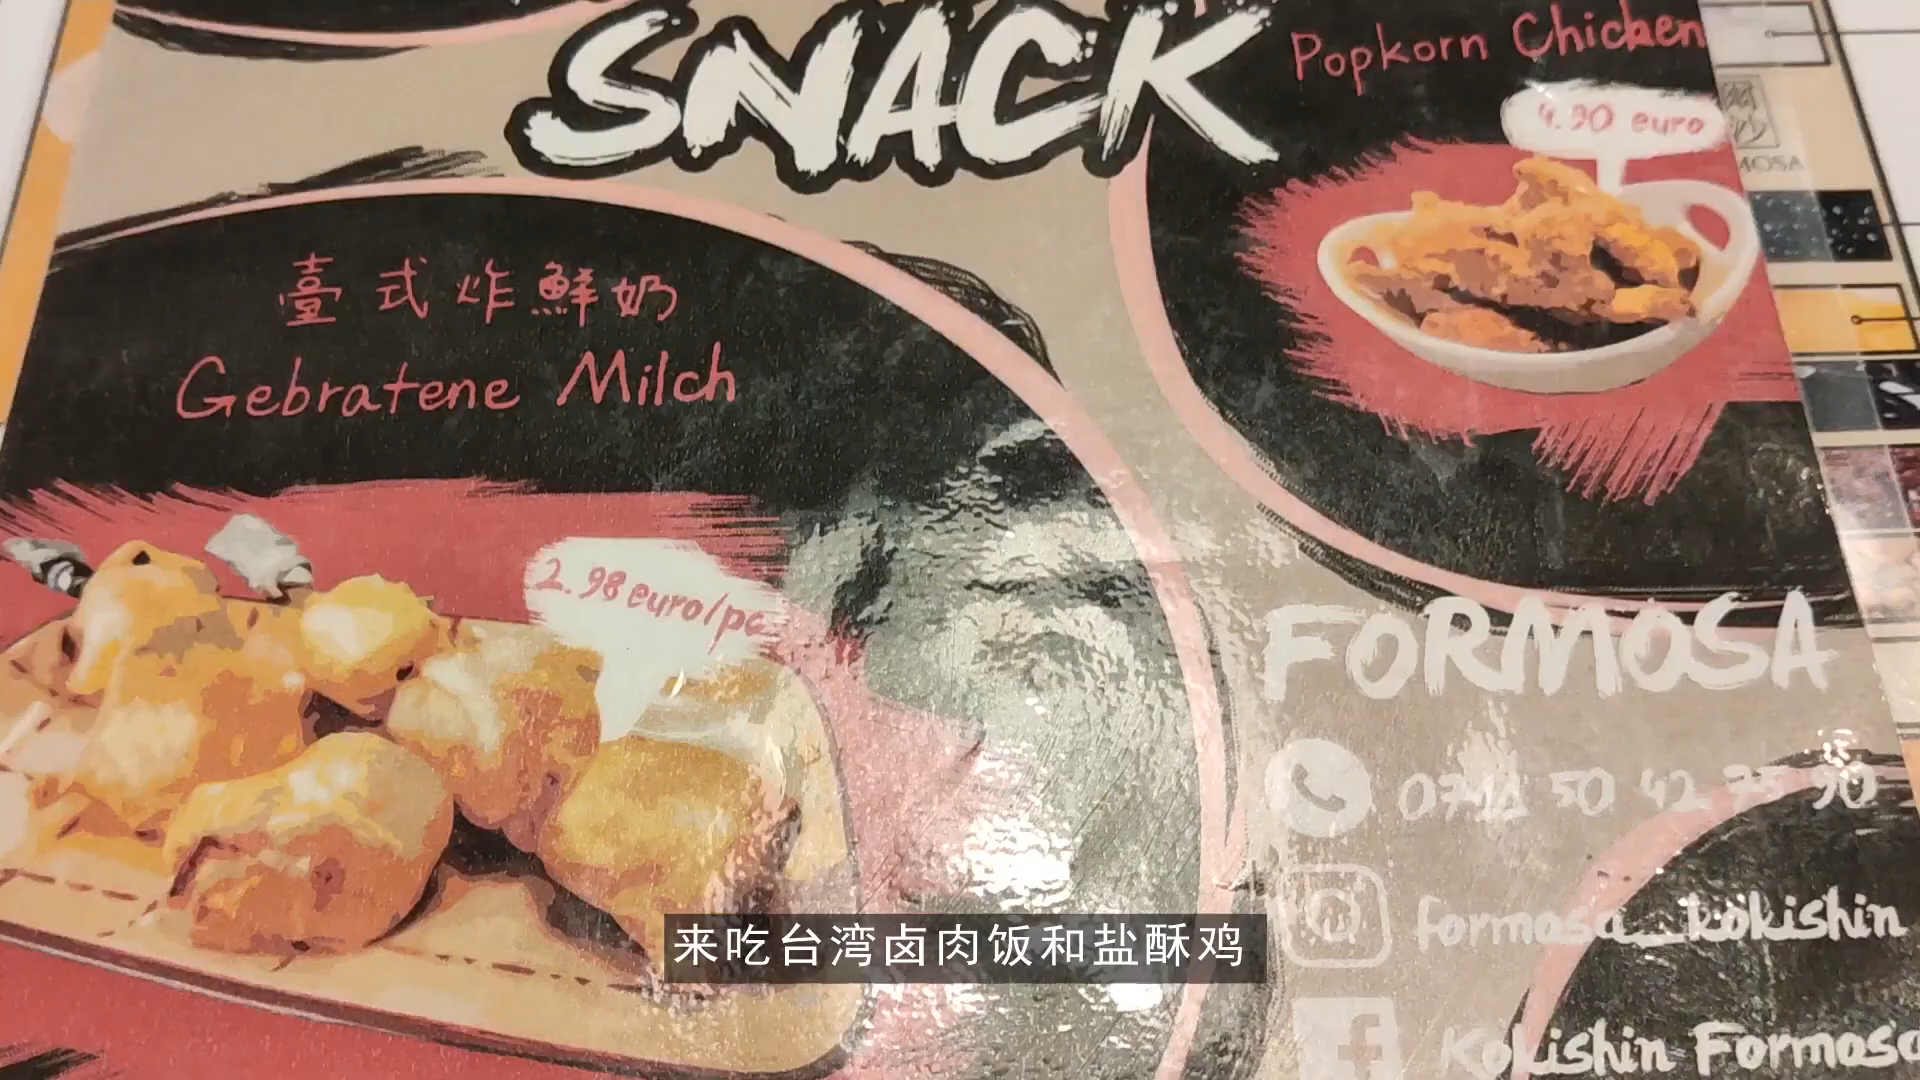 SNACK
Popkorn Chicken
4.90 euro
臺式炸鮮奶
Gebratene Milch
2.98 euro/pc
FORMOSA
formosa_kokishin
Kokishin Formosa
来吃台湾卤肉饭和盐酥鸡